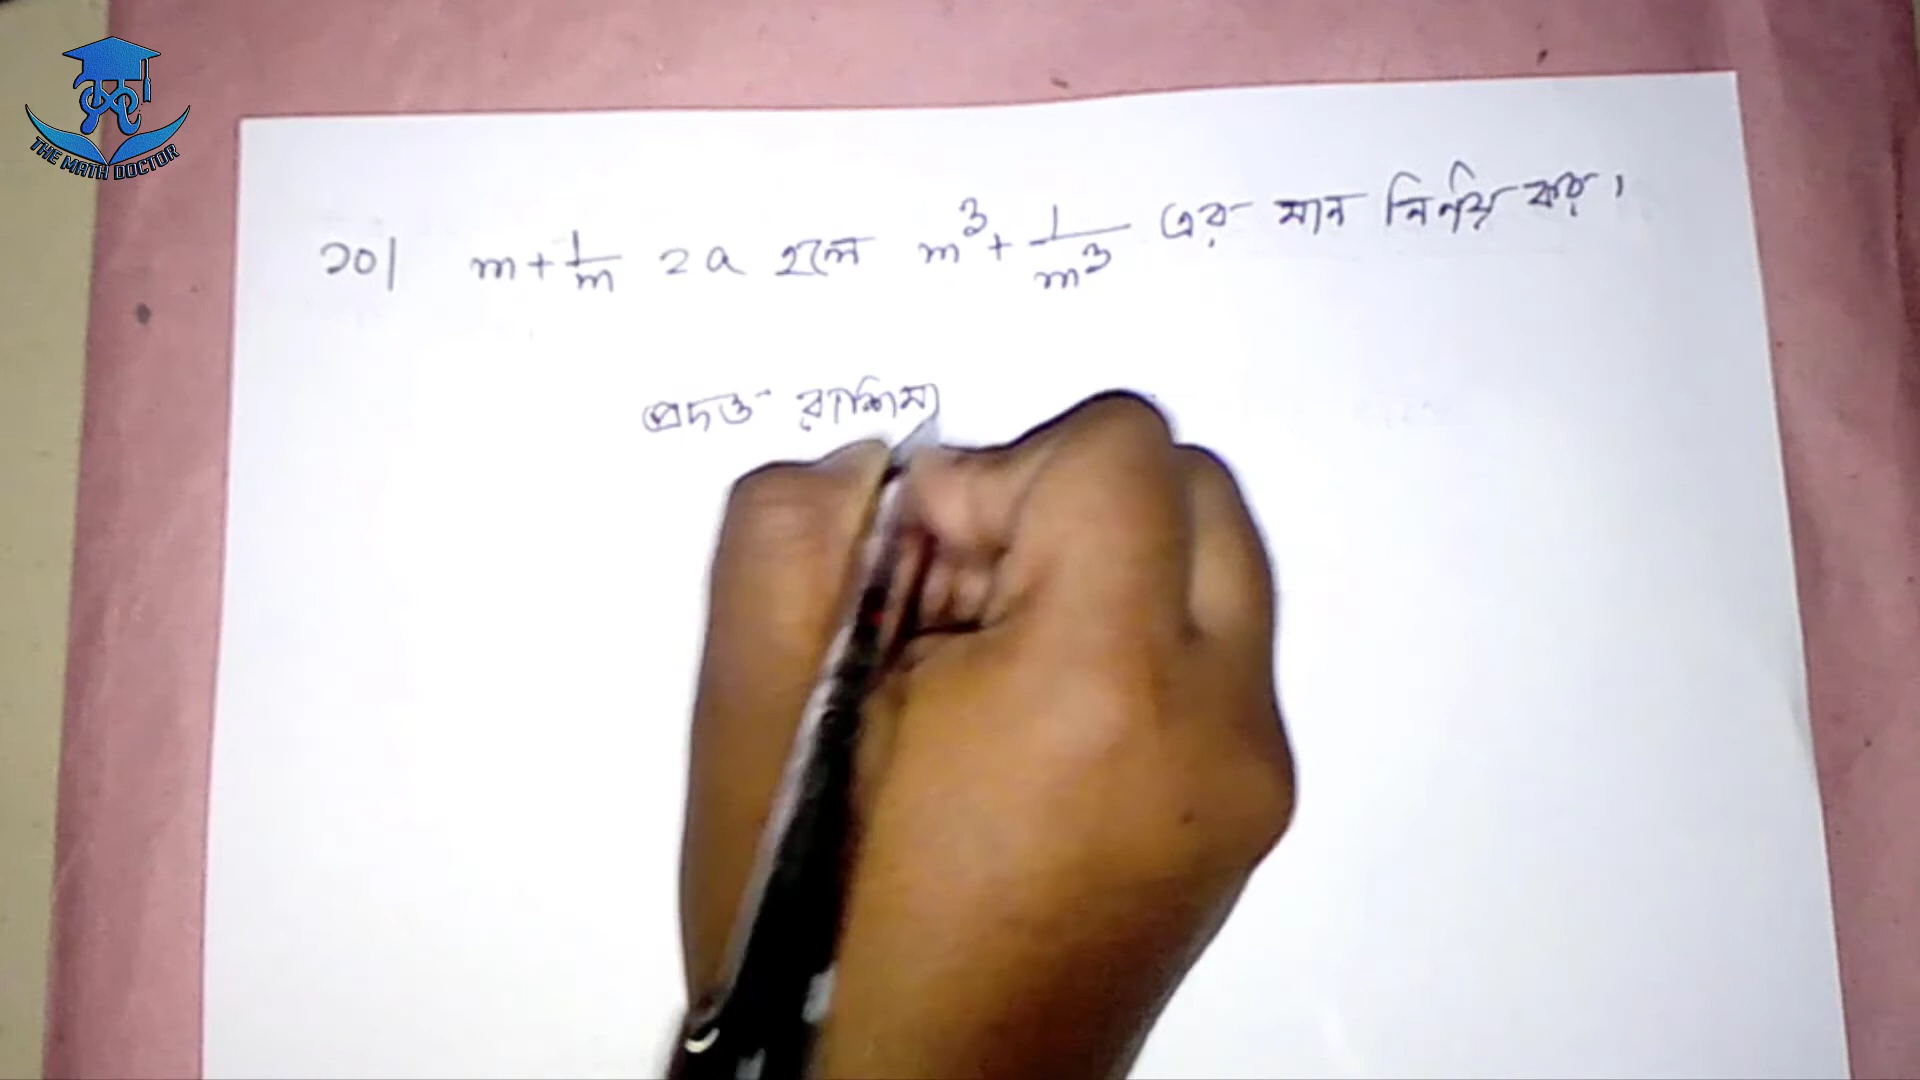 THE MATH DOCTOR
১০। m + 1/m = a হলে m³ + 1/m³ এর মান নির্ণয় কর।
প্রদত্ত রাশিমা